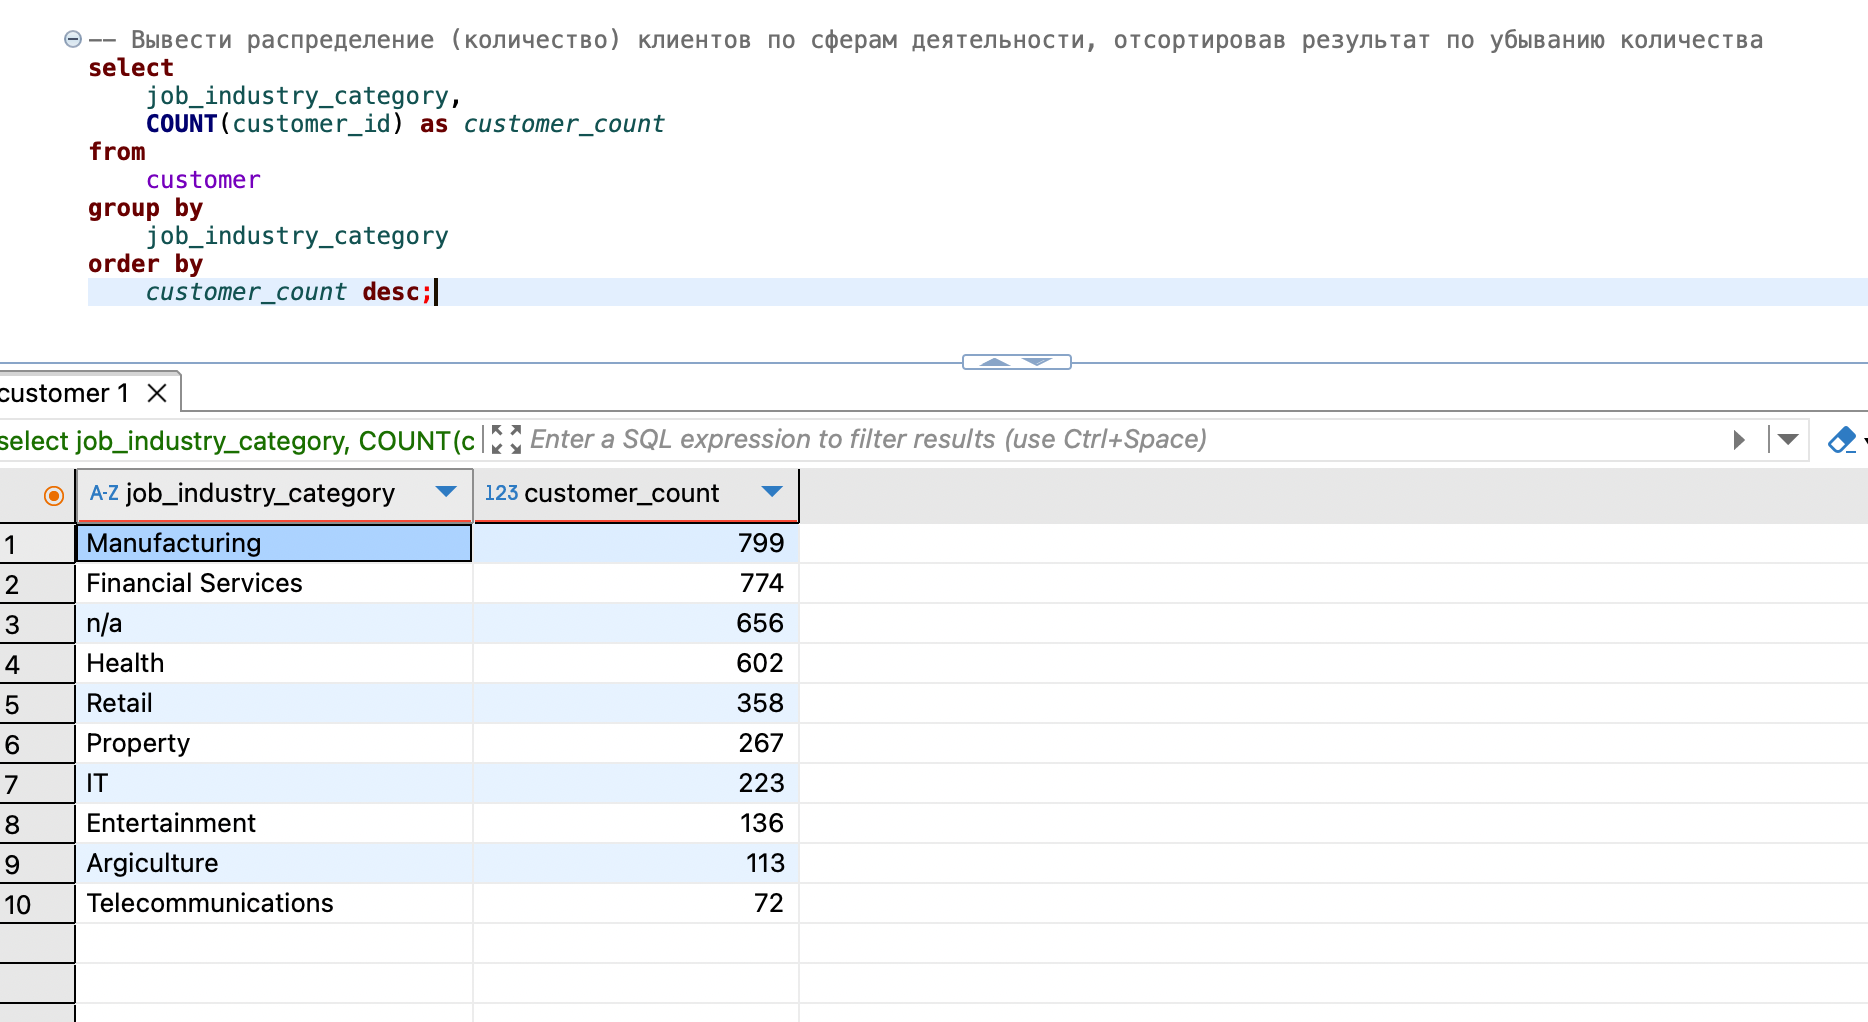 -- Вывести распределение (количество) клиентов по сферам деятельности, отсортировав результат по убыванию количества
select
job_industry_category,
COUNT(customer_id) as customer_count
from
customer
group by
job_industry_category
order by
customer_count desc;
customer 1
select job_industry_category, COUNT(c
Enter a SQL expression to filter results (use Ctrl+Space)
A-Z job_industry_category 123 customer_count
1 Manufacturing 799
2 Financial Services 774
3 n/a 656
4 Health 602
5 Retail 358
6 Property 267
7 IT 223
8 Entertainment 136
9 Argiculture 113
10 Telecommunications 72